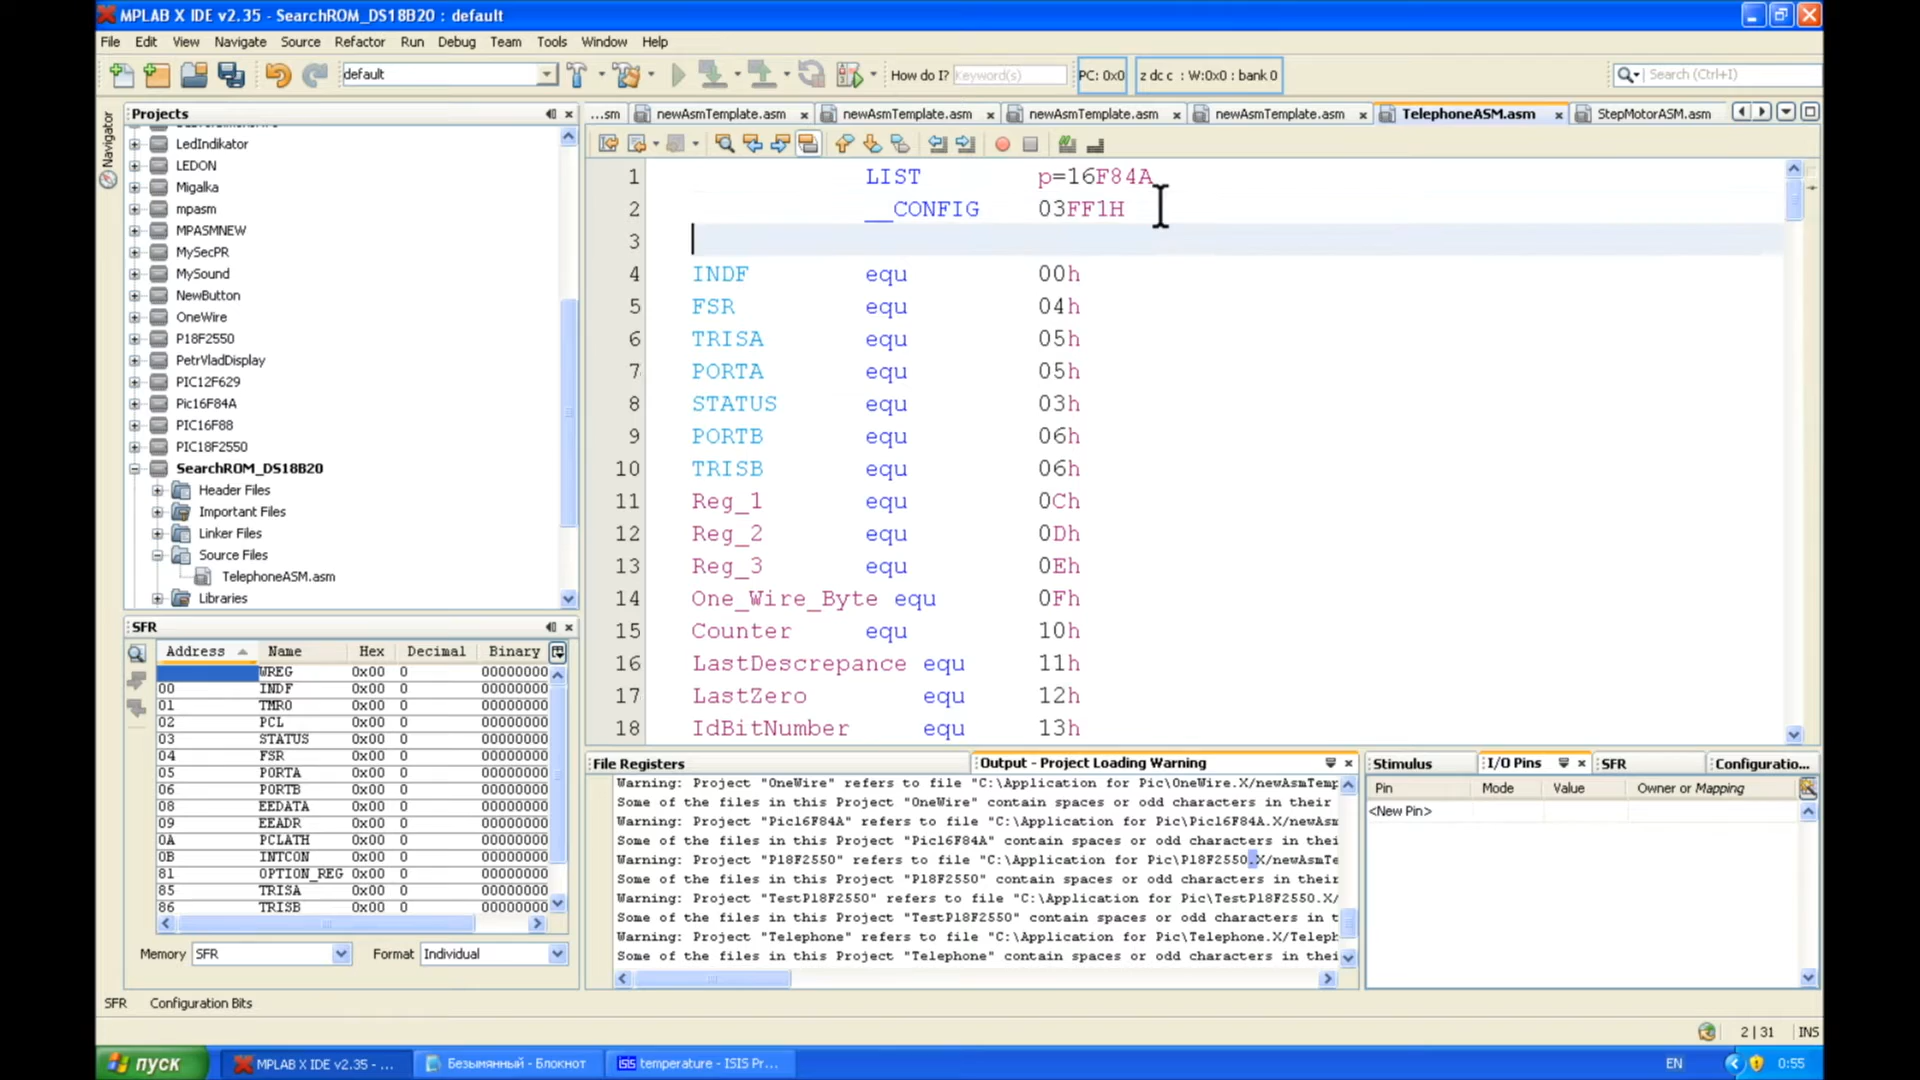 MPLAB X IDE v2.35 - SearchROM_DS18B20 : default
File Edit View Navigate Source Refactor Run Debug Team Tools Window Help
default
How do I? Keyword(s)
PC: 0x0
z dc c : W:0x0 : bank 0
Search (Ctrl+I)
Navigator
Projects
LedIndikator
LEDON
Migalka
mpasm
MPASMNEW
MySecPR
MySound
NewButton
OneWire
P18F2550
PetrVladDisplay
PIC12F629
Pic16F84A
PIC16F88
PIC18F2550
SearchROM_DS18B20
Header Files
Important Files
Linker Files
Source Files
TelephoneASM.asm
Libraries
SFR
Address Name Hex Decimal Binary
WREG 0x00 0 00000000
00 INDF 0x00 0 00000000
01 TMR0 0x00 0 00000000
02 PCL 0x00 0 00000000
03 STATUS 0x00 0 00000000
04 FSR 0x00 0 00000000
05 PORTA 0x00 0 00000000
06 PORTB 0x00 0 00000000
08 EEDATA 0x00 0 00000000
09 EEADR 0x00 0 00000000
0A PCLATH 0x00 0 00000000
0B INTCON 0x00 0 00000000
81 OPTION_REG 0x00 0 00000000
85 TRISA 0x00 0 00000000
86 TRISB 0x00 0 00000000
Memory SFR Format Individual
SFR Configuration Bits
...sm newAsmTemplate.asm newAsmTemplate.asm newAsmTemplate.asm newAsmTemplate.asm TelephoneASM.asm StepMotorASM.asm
1 LIST p=16F84A
2 __CONFIG 03FF1H
3
4 INDF equ 00h
5 FSR equ 04h
6 TRISA equ 05h
7 PORTA equ 05h
8 STATUS equ 03h
9 PORTB equ 06h
10 TRISB equ 06h
11 Reg_1 equ 0Ch
12 Reg_2 equ 0Dh
13 Reg_3 equ 0Eh
14 One_Wire_Byte equ 0Fh
15 Counter equ 10h
16 LastDescrepance equ 11h
17 LastZero equ 12h
18 IdBitNumber equ 13h
File Registers Output - Project Loading Warning
Warning: Project "OneWire" refers to file "C:\Application for Pic\OneWire.X/newAsmTemp
Some of the files in this Project "OneWire" contain spaces or odd characters in their
Warning: Project "Pic16F84A" refers to file "C:\Application for Pic\Pic16F84A.X/newAsm
Some of the files in this Project "Pic16F84A" contain spaces or odd characters in thei
Warning: Project "P18F2550" refers to file "C:\Application for Pic\P18F2550.X/newAsmTe
Some of the files in this Project "P18F2550" contain spaces or odd characters in their
Warning: Project "TestP18F2550" refers to file "C:\Application for Pic\TestP18F2550.X/
Some of the files in this Project "TestP18F2550" contain spaces or odd characters in t
Warning: Project "Telephone" refers to file "C:\Application for Pic\Telephone.X/Teleph
Some of the files in this Project "Telephone" contain spaces or odd characters in thei
Stimulus I/O Pins SFR Configuratio...
Pin Mode Value Owner or Mapping
<New Pin>
2 | 31 INS
пуск MPLAB X IDE v2.35 - ... Безымянный - Блокнот temperature - ISIS Pr... EN 0:55